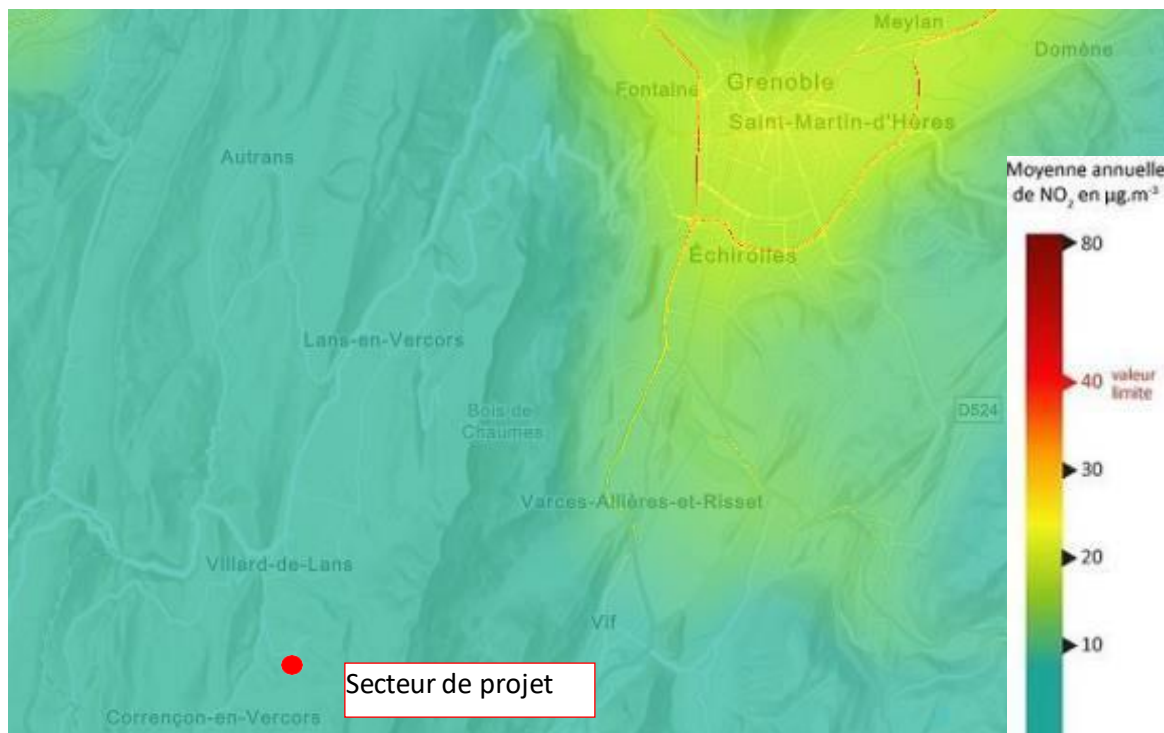 Meylan
Domène
Grenoble
Fontaine
Saint-Martin-d'Hères
Autrans
Moyenne annuelle
de NO₂ en µg.m⁻³
80
Échirolles
Lans-en-Vercors
40 valeur
limite
Bois de
Chaumes
D524
30
Varces-Allières-et-Risset
20
Villard-de-Lans
Vif
10
Secteur de projet
Corrençon-en-Vercors